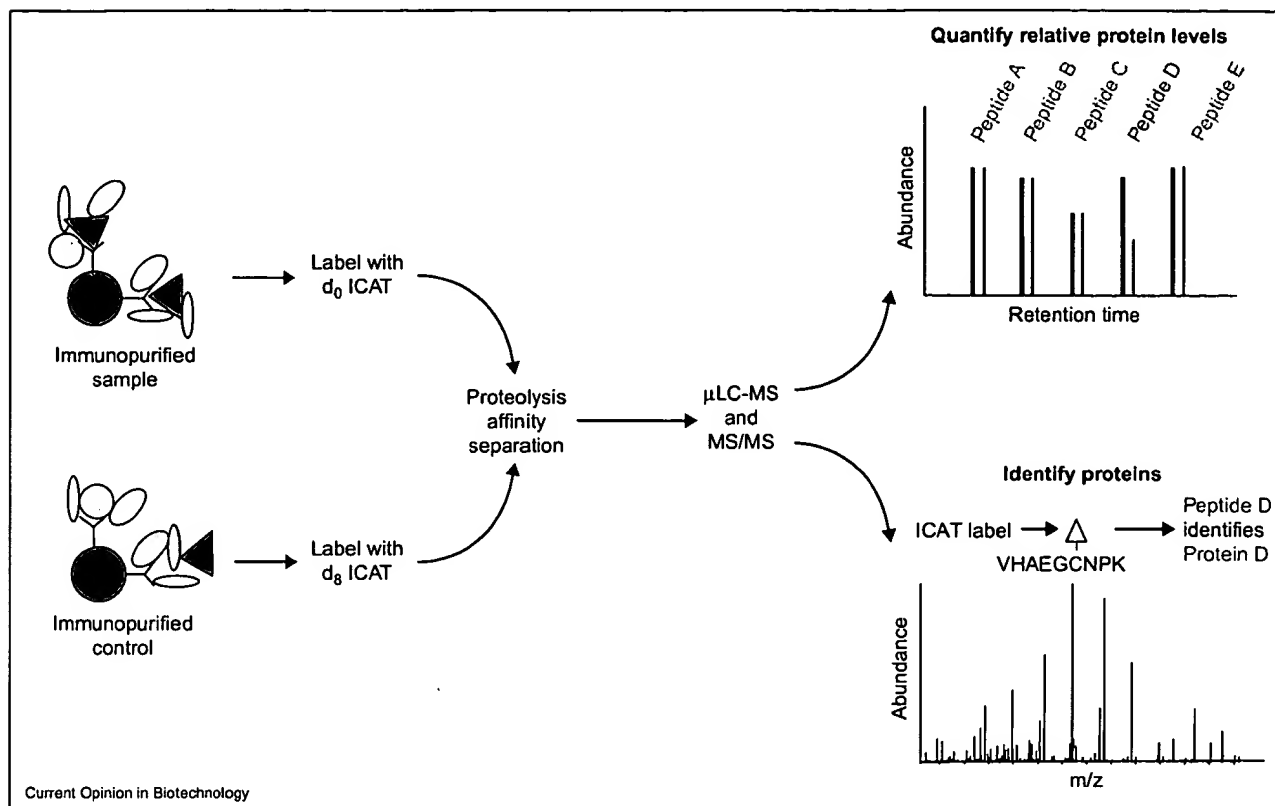 Quantify relative protein levels
Peptide A
Peptide B
Peptide C
Peptide D
Peptide E
Abundance
Retention time
Immunopurified
sample
Label with
d₀ ICAT
Proteolysis
affinity
separation
μLC-MS
and
MS/MS
Immunopurified
control
Label with
d₈ ICAT
Identify proteins
ICAT label
VHAEGCNPK
Peptide D
identifies
Protein D
Abundance
m/z
Current Opinion in Biotechnology